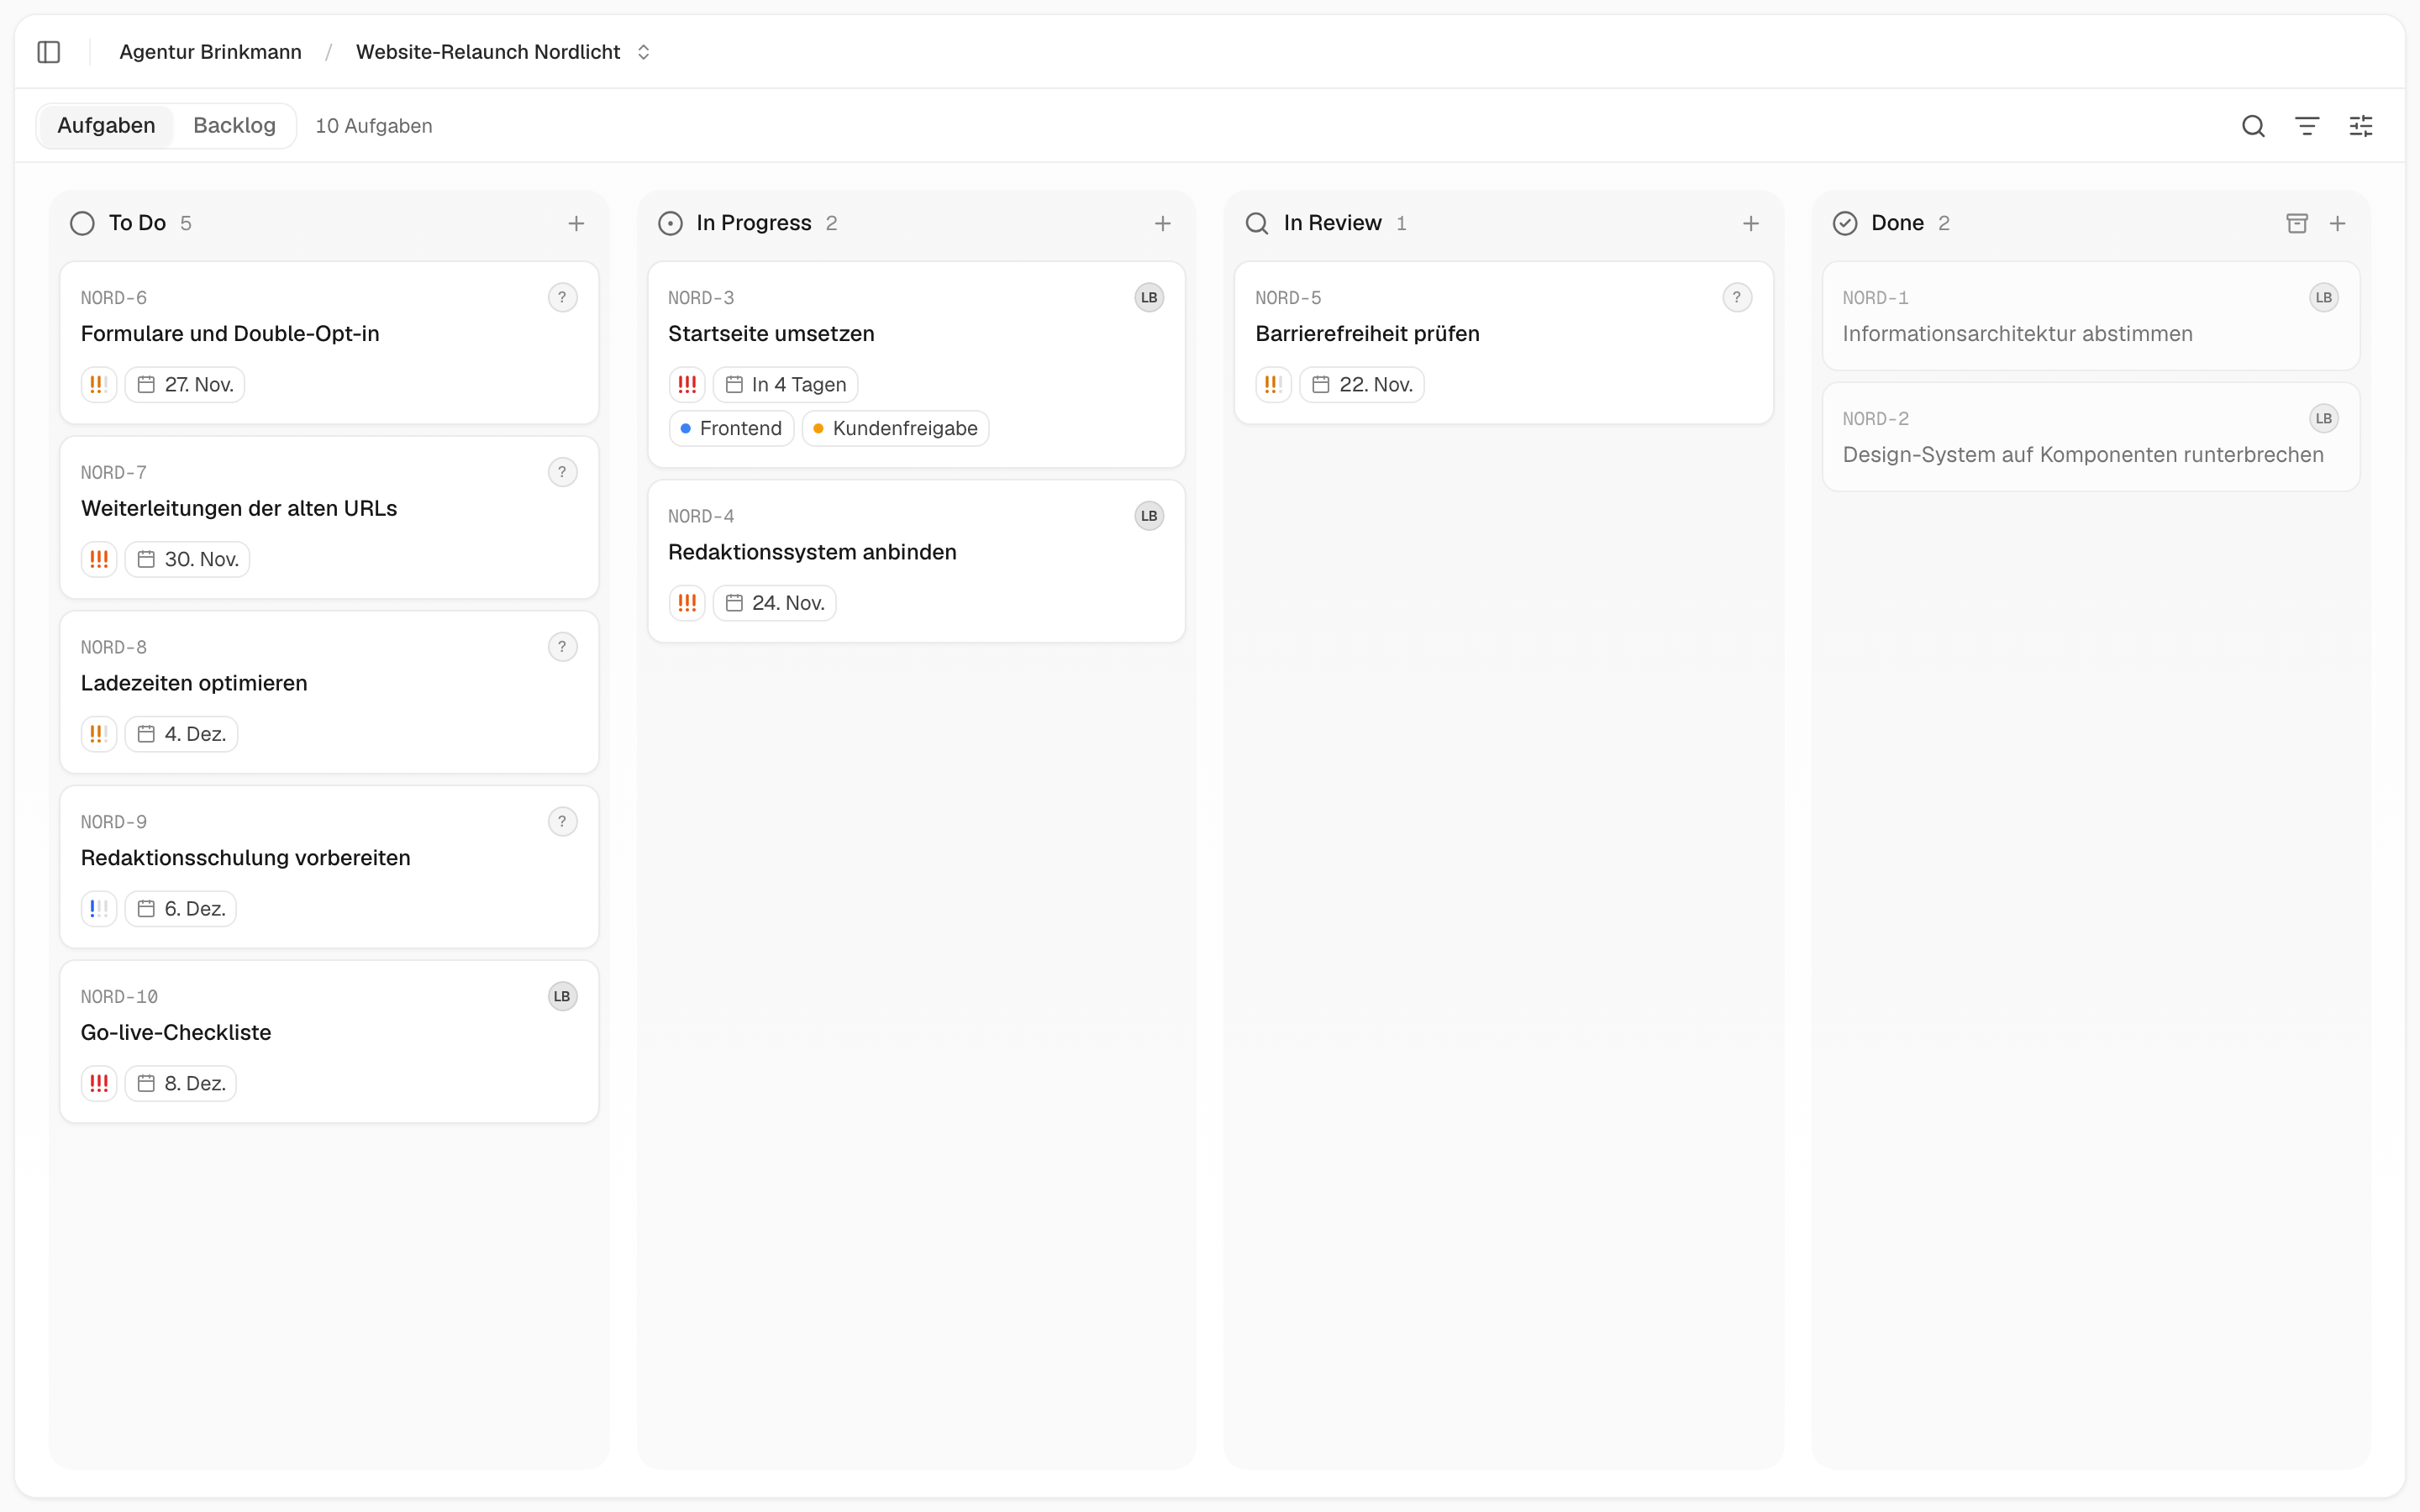 Agentur Brinkmann / Website-Relaunch Nordlicht
Aufgaben Backlog 10 Aufgaben
To Do 5
NORD-6 ?
Formulare und Double-Opt-in
27. Nov.
NORD-7 ?
Weiterleitungen der alten URLs
30. Nov.
NORD-8 ?
Ladezeiten optimieren
4. Dez.
NORD-9 ?
Redaktionsschulung vorbereiten
6. Dez.
NORD-10 LB
Go-live-Checkliste
8. Dez.
In Progress 2
NORD-3 LB
Startseite umsetzen
In 4 Tagen
Frontend Kundenfreigabe
NORD-4 LB
Redaktionssystem anbinden
24. Nov.
In Review 1
NORD-5 ?
Barrierefreiheit prüfen
22. Nov.
Done 2
NORD-1 LB
Informationsarchitektur abstimmen
NORD-2 LB
Design-System auf Komponenten runterbrechen